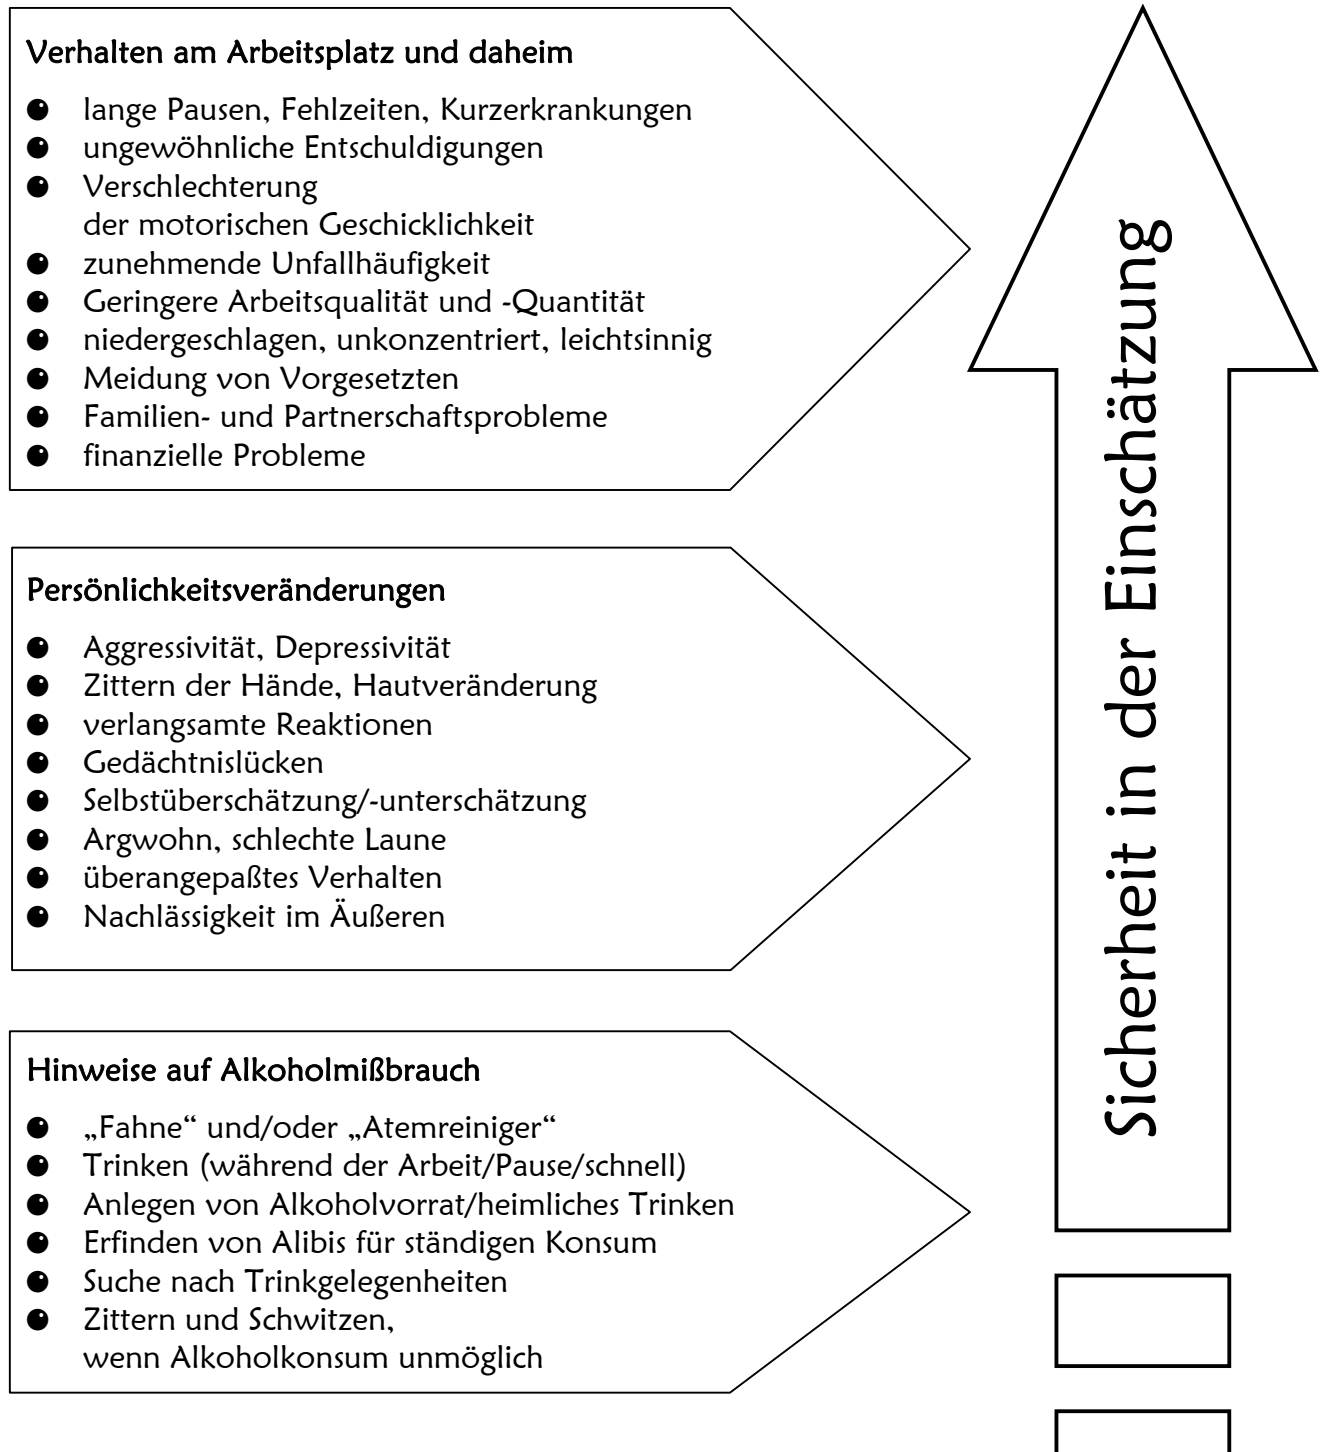 Verhalten am Arbeitsplatz und daheim
● lange Pausen, Fehlzeiten, Kurzerkrankungen
● ungewöhnliche Entschuldigungen
● Verschlechterung
der motorischen Geschicklichkeit
● zunehmende Unfallhäufigkeit
● Geringere Arbeitsqualität und -Quantität
● niedergeschlagen, unkonzentriert, leichtsinnig
● Meidung von Vorgesetzten
● Familien- und Partnerschaftsprobleme
● finanzielle Probleme
Persönlichkeitsveränderungen
● Aggressivität, Depressivität
● Zittern der Hände, Hautveränderung
● verlangsamte Reaktionen
● Gedächtnislücken
● Selbstüberschätzung/-unterschätzung
● Argwohn, schlechte Laune
● überangepaßtes Verhalten
● Nachlässigkeit im Äußeren
Hinweise auf Alkoholmißbrauch
● „Fahne“ und/oder „Atemreiniger“
● Trinken (während der Arbeit/Pause/schnell)
● Anlegen von Alkoholvorrat/heimliches Trinken
● Erfinden von Alibis für ständigen Konsum
● Suche nach Trinkgelegenheiten
● Zittern und Schwitzen,
wenn Alkoholkonsum unmöglich
Sicherheit in der Einschätzung